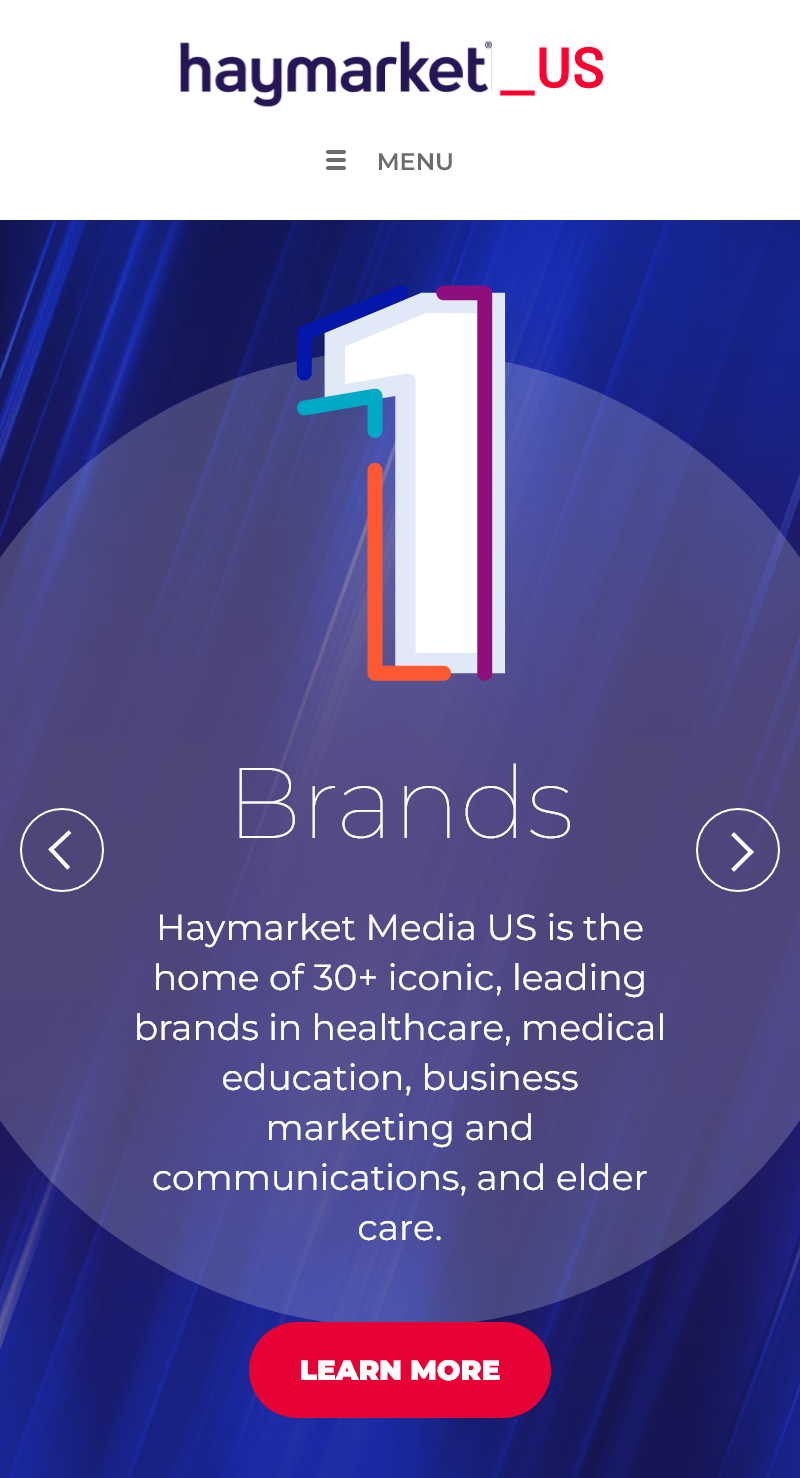 haymarket® _US
☰ MENU
1
Brands
Haymarket Media US is the
home of 30+ iconic, leading
brands in healthcare, medical
education, business
marketing and
communications, and elder
care.
LEARN MORE